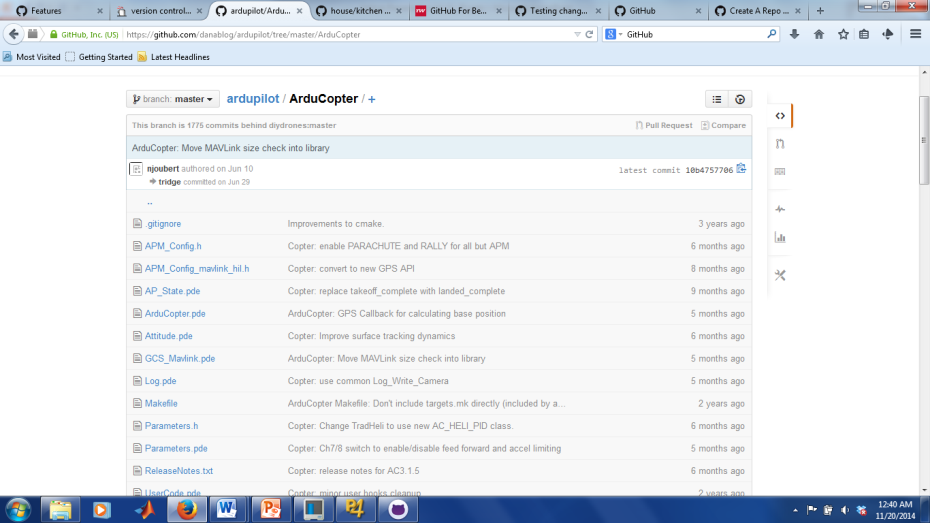 Features
version control...
ardupilot/Ardu...
house/kitchen ...
GitHub For Be...
Testing chang...
GitHub
Create A Repo ...
GitHub, Inc. (US)
https://github.com/danablog/ardupilot/tree/master/ArduCopter
GitHub
Most Visited
Getting Started
Latest Headlines
branch: master
ardupilot / ArduCopter / +
This branch is 1775 commits behind diydrones:master
Pull Request
Compare
ArduCopter: Move MAVLink size check into library
njoubert authored on Jun 10
latest commit 10b4757706
tridge committed on Jun 29
..
.gitignore Improvements to cmake. 3 years ago
APM_Config.h Copter: enable PARACHUTE and RALLY for all but APM 6 months ago
APM_Config_mavlink_hil.h Copter: convert to new GPS API 8 months ago
AP_State.pde Copter: replace takeoff_complete with landed_complete 9 months ago
ArduCopter.pde ArduCopter: GPS Callback for calculating base position 5 months ago
Attitude.pde Copter: Improve surface tracking dynamics 6 months ago
GCS_Mavlink.pde ArduCopter: Move MAVLink size check into library 5 months ago
Log.pde Copter: use common Log_Write_Camera 5 months ago
Makefile ArduCopter Makefile: Don't include targets.mk directly (included by a... 2 years ago
Parameters.h Copter: Change TradHeli to use new AC_HELI_PID class. 6 months ago
Parameters.pde Copter: Ch7/8 switch to enable/disable feed forward and accel limiting 5 months ago
ReleaseNotes.txt Copter: release notes for AC3.1.5 6 months ago
UserCode.pde Copter: minor user hooks cleanup 2 years ago
12:40 AM
11/20/2014